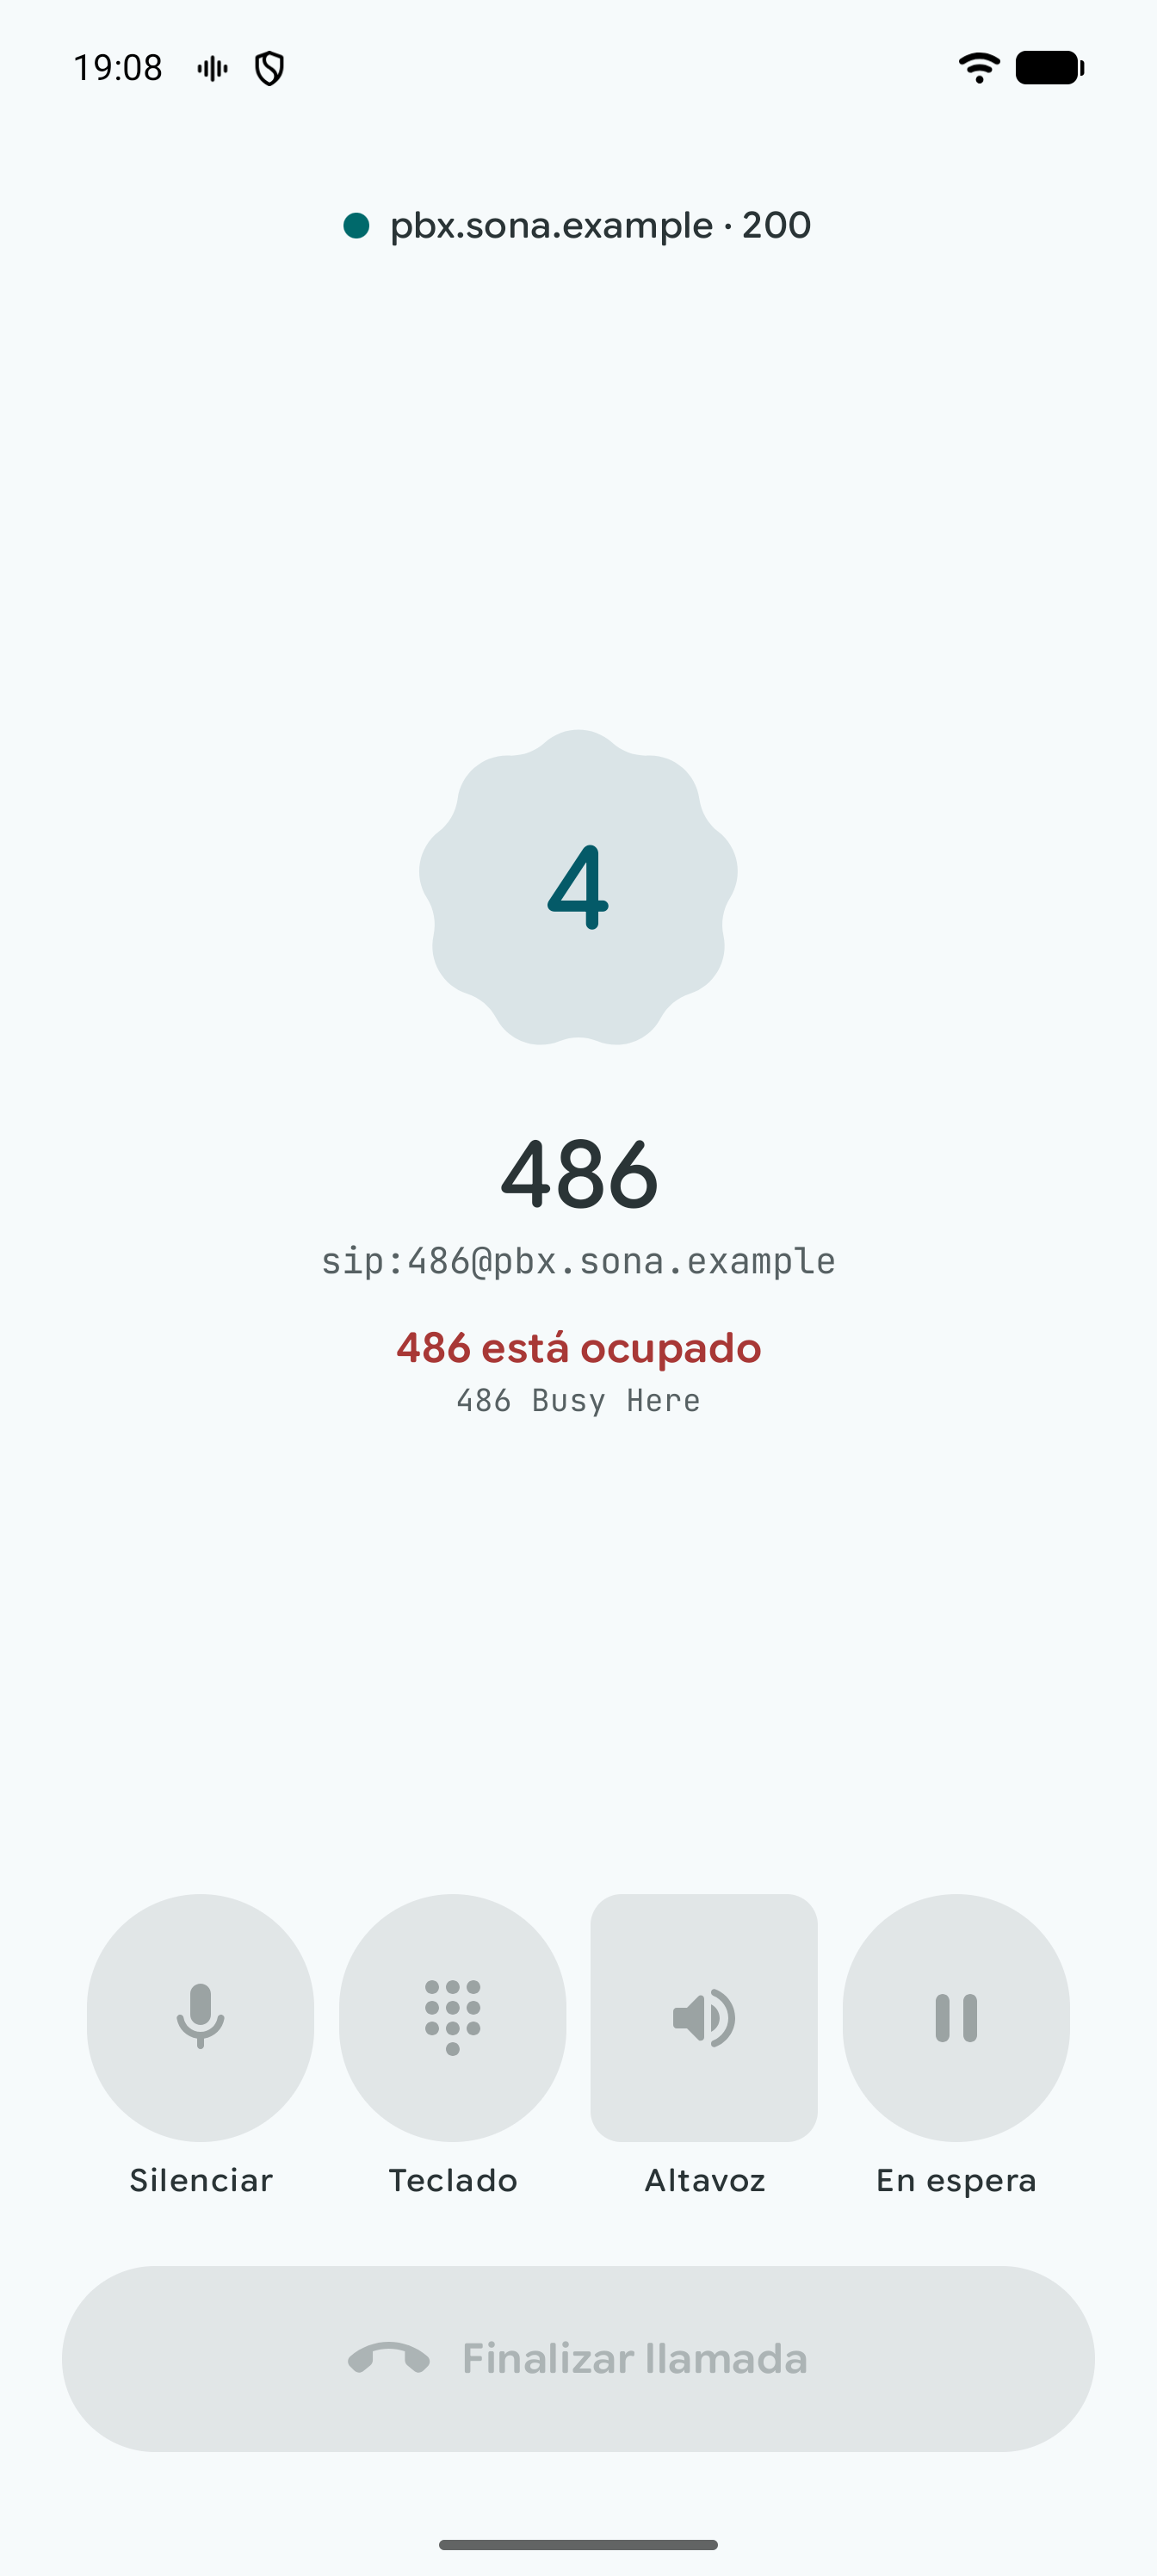 19:08
pbx.sona.example · 200
4
486
sip:486@pbx.sona.example
486 está ocupado
486 Busy Here
Silenciar
Teclado
Altavoz
En espera
Finalizar llamada